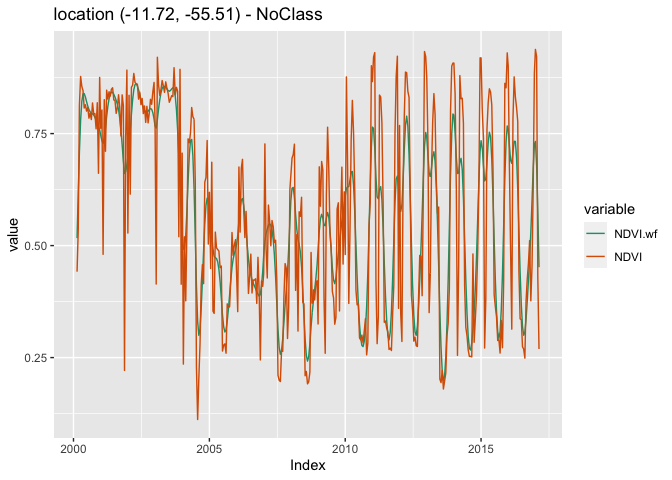 location (-11.72, -55.51) - NoClass
value
0.75
0.50
0.25
2000
2005
2010
2015
Index
variable
NDVI.wf
NDVI